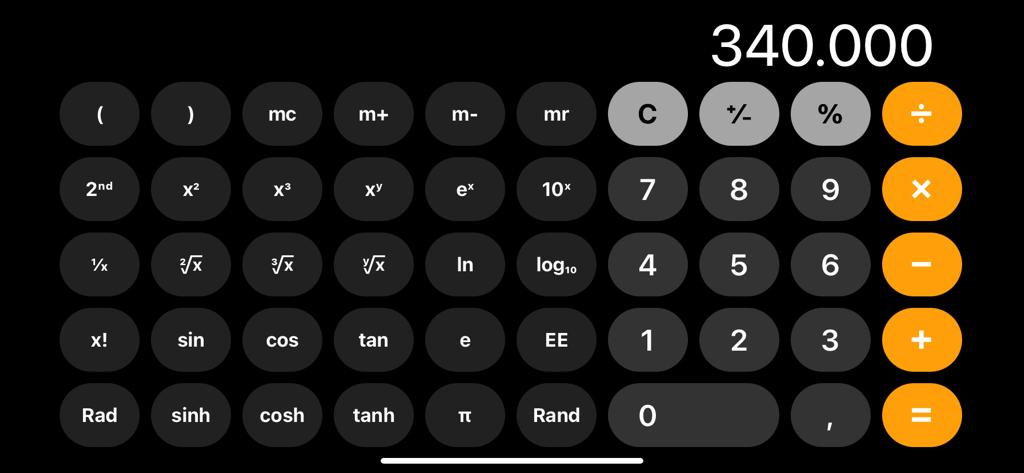 340.000
( ) mc m+ m- mr C +/- % ÷
2ⁿᵈ x² x³ xʸ eˣ 10ˣ 7 8 9 ×
¹⁄ₓ ²√x ³√x ʸ√x ln log₁₀ 4 5 6 −
x! sin cos tan e EE 1 2 3 +
Rad sinh cosh tanh π Rand 0 , =